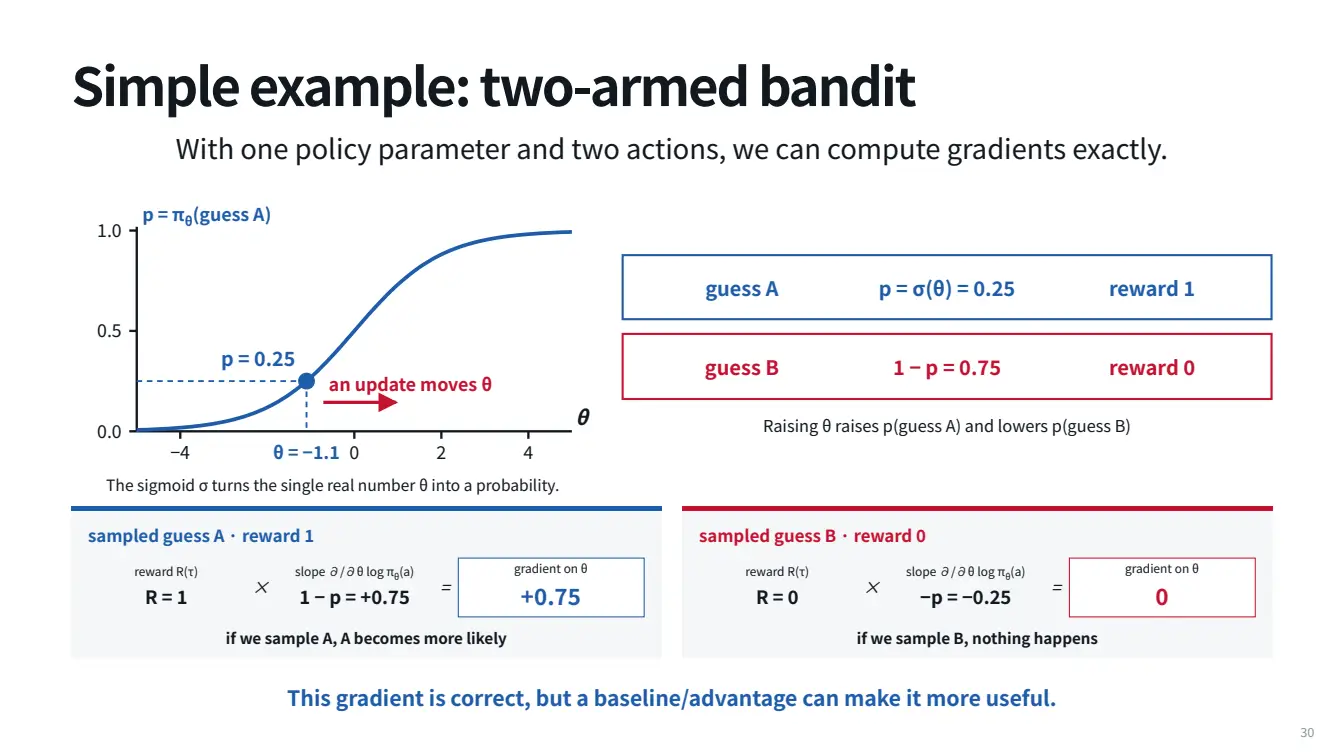 Simple example: two-armed bandit
With one policy parameter and two actions, we can compute gradients exactly.
p = πθ(guess A)
1.0
0.5
0.0
p = 0.25
an update moves θ
θ
−4
θ = −1.1
0
2
4
The sigmoid σ turns the single real number θ into a probability.
guess A p = σ(θ) = 0.25 reward 1
guess B 1 − p = 0.75 reward 0
Raising θ raises p(guess A) and lowers p(guess B)
sampled guess A · reward 1
reward R(τ) slope ∂/∂θ log πθ(a) gradient on θ
R = 1 × 1 − p = +0.75 = +0.75
if we sample A, A becomes more likely
sampled guess B · reward 0
reward R(τ) slope ∂/∂θ log πθ(a) gradient on θ
R = 0 × −p = −0.25 = 0
if we sample B, nothing happens
This gradient is correct, but a baseline/advantage can make it more useful.
30